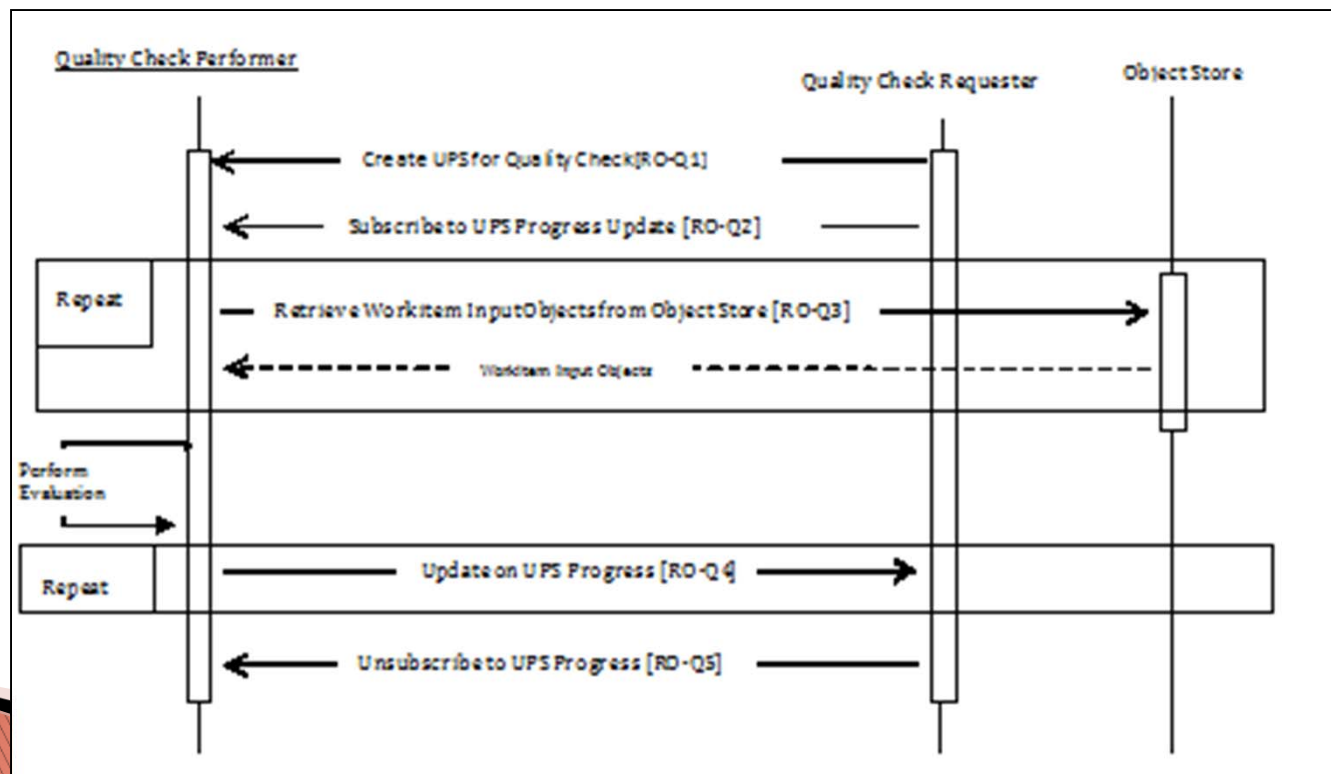 Quality Check Performer
Quality Check Requester
Object Store
Create UPS for Quality Check[RO-Q1]
Subscribe to UPS Progress Update [RO-Q2]
Repeat
Retrieve Workitem Input Objects from Object Store [RO-Q3]
Workitem Input Objects
Perform
Evaluation
Repeat
Update on UPS Progress [RO-Q4]
Unsubscribe to UPS Progress [RO-Q5]